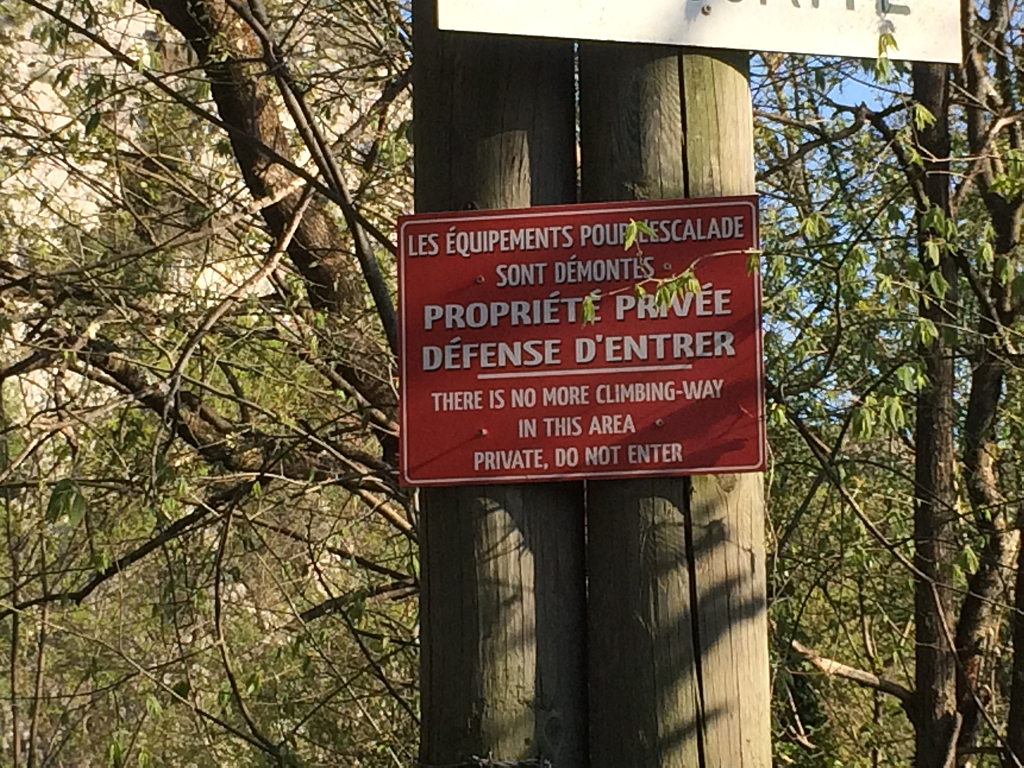 LES ÉQUIPEMENTS POUR L'ESCALADE
SONT DÉMONTÉS
PROPRIÉTÉ PRIVÉE
DÉFENSE D'ENTRER
THERE IS NO MORE CLIMBING-WAY
IN THIS AREA
PRIVATE, DO NOT ENTER